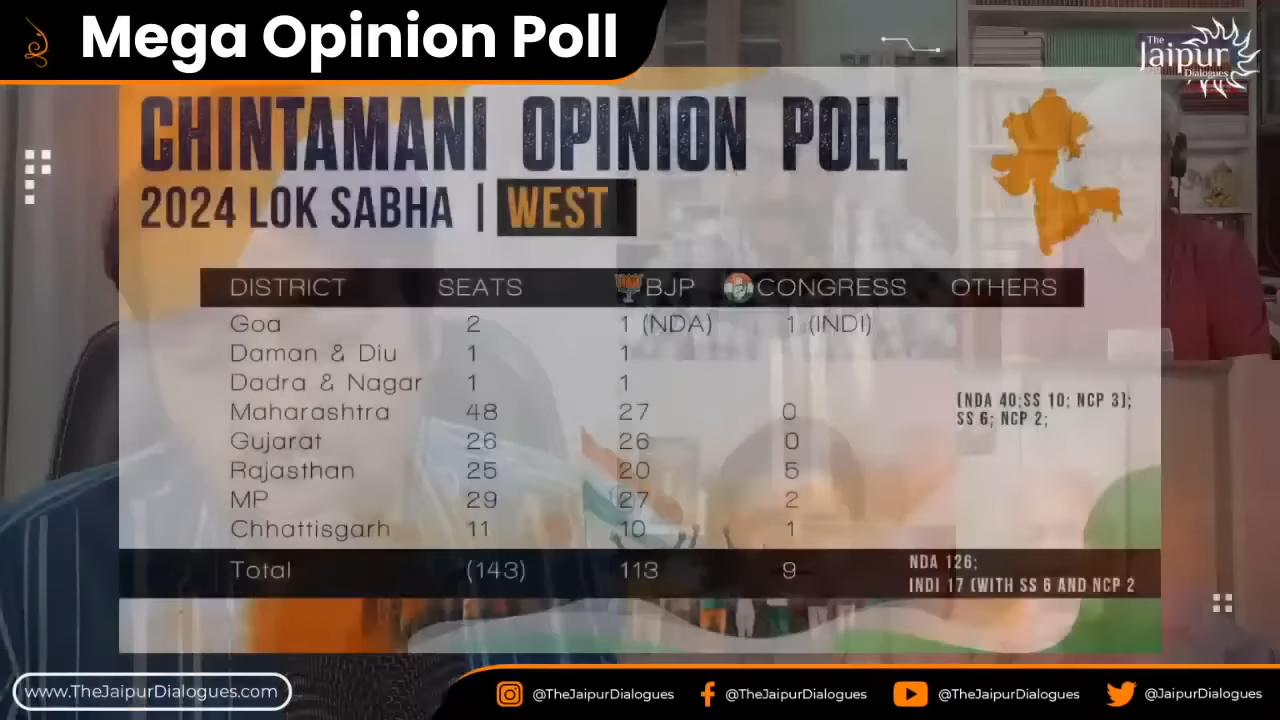 Mega Opinion Poll
The Jaipur Dialogues
CHINTAMANI OPINION POLL
2024 LOK SABHA | WEST
DISTRICT SEATS BJP CONGRESS OTHERS
Goa 2 1 (NDA) 1 (INDI)
Daman & Diu 1 1
Dadra & Nagar 1 1
Maharashtra 48 27 0 (NDA 40;SS 10; NCP 3);
SS 6; NCP 2;
Gujarat 26 26 0
Rajasthan 25 20 5
MP 29 27 2
Chhattisgarh 11 10 1
Total (143) 113 9 NDA 126;
INDI 17 (WITH SS 6 AND NCP 2
www.TheJaipurDialogues.com @TheJaipurDialogues @TheJaipurDialogues @TheJaipurDialogues @JaipurDialogues